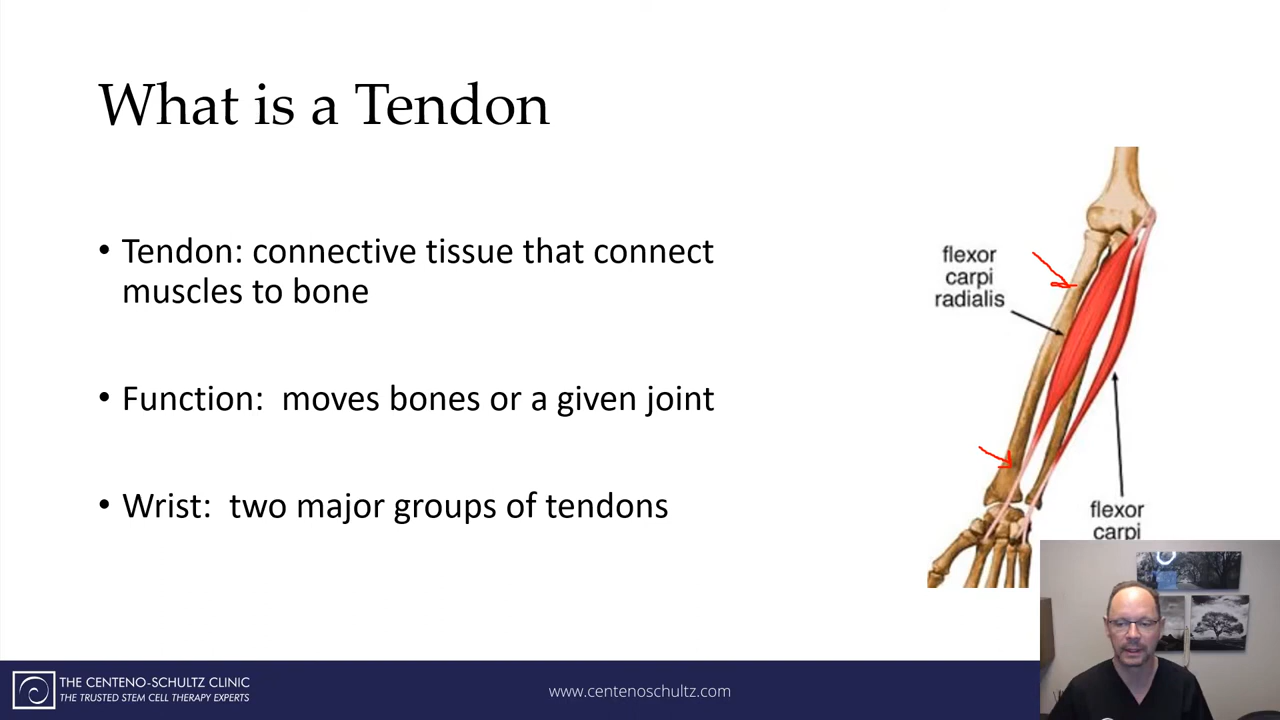 What is a Tendon
• Tendon: connective tissue that connect
muscles to bone
• Function: moves bones or a given joint
• Wrist: two major groups of tendons
flexor
carpi
radialis
flexor
carpi
THE CENTENO-SCHULTZ CLINIC
THE TRUSTED STEM CELL THERAPY EXPERTS
www.centenoschultz.com